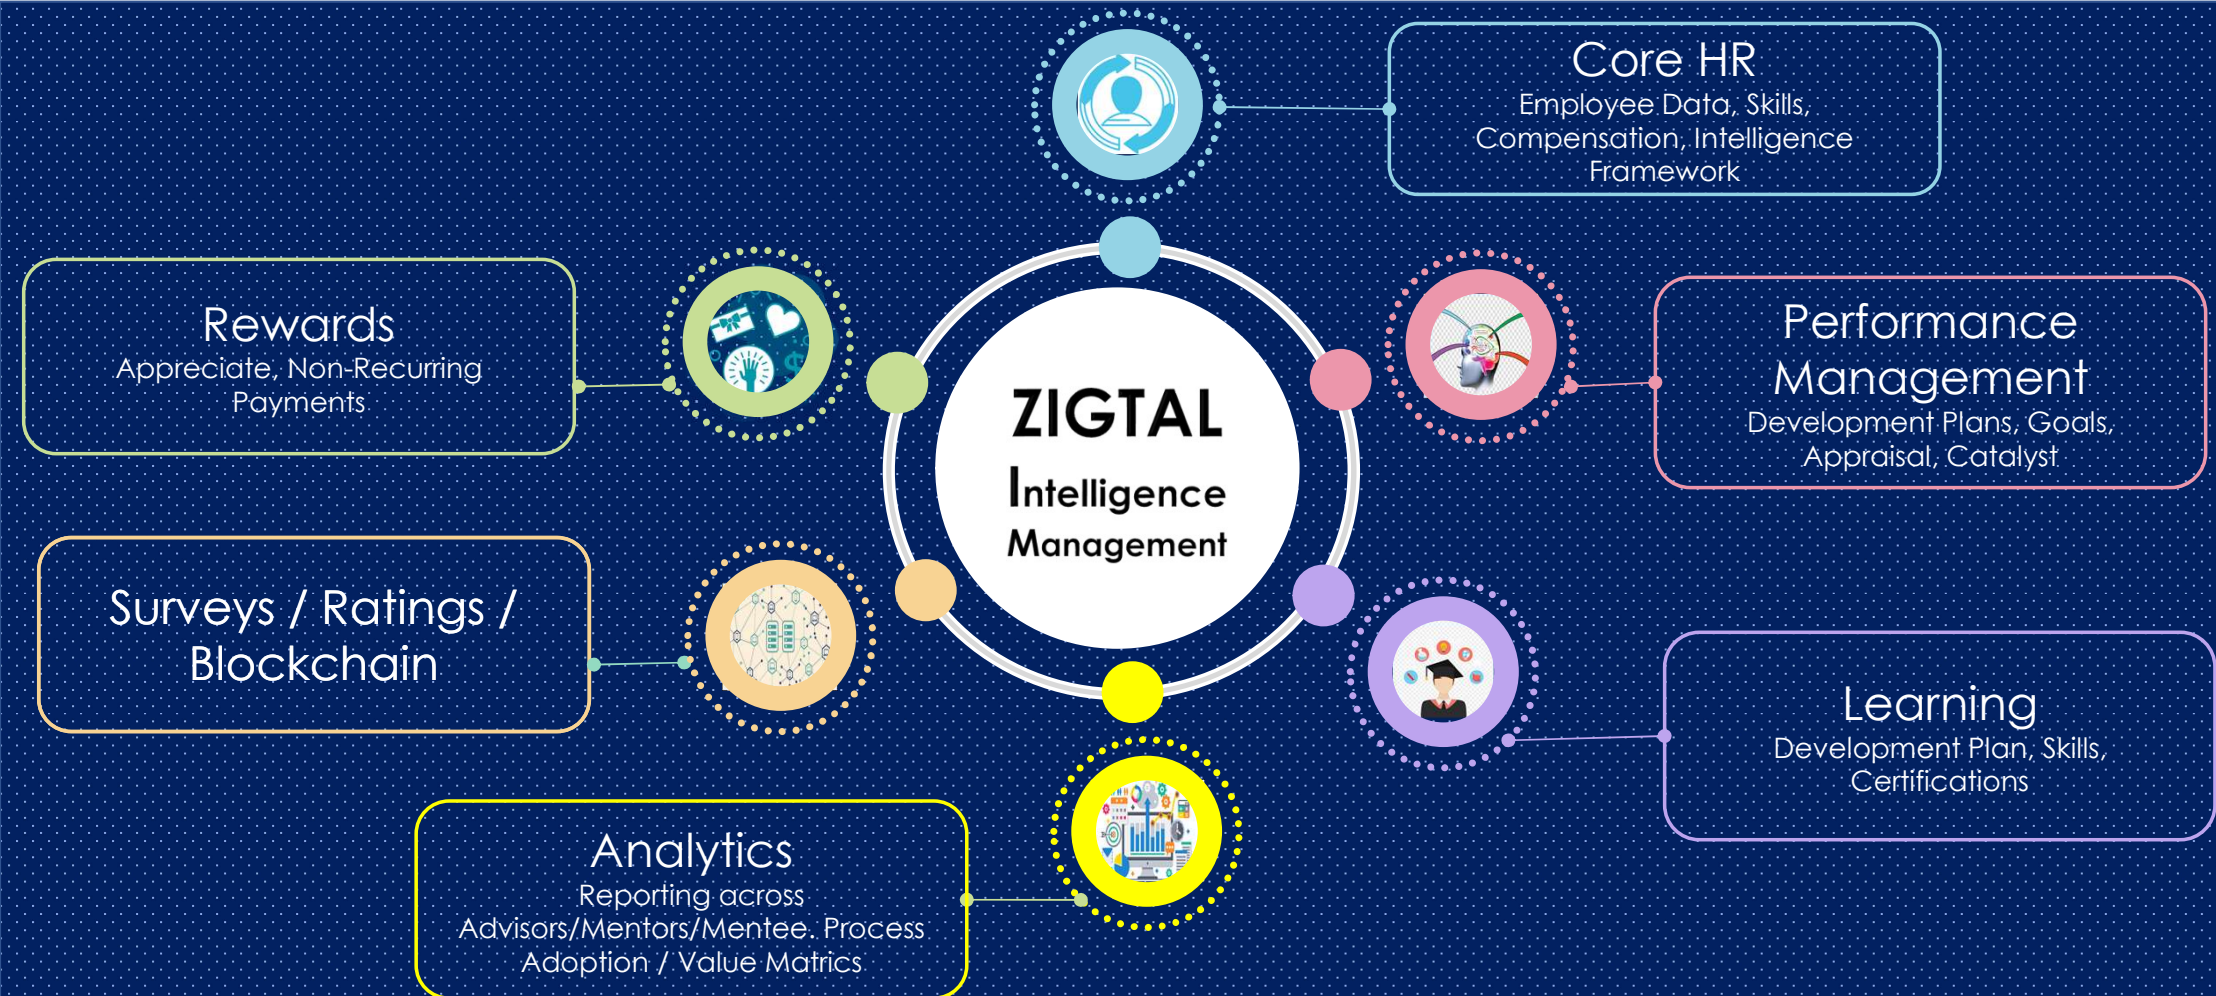 Core HR
Employee Data, Skills,
Compensation, Intelligence
Framework
Rewards
Appreciate, Non-Recurring
Payments
ZIGTAL
Intelligence
Management
Performance
Management
Development Plans, Goals,
Appraisal, Catalyst
Surveys / Ratings /
Blockchain
Learning
Development Plan, Skills,
Certifications
Analytics
Reporting across
Advisors/Mentors/Mentee. Process
Adoption / Value Matrics